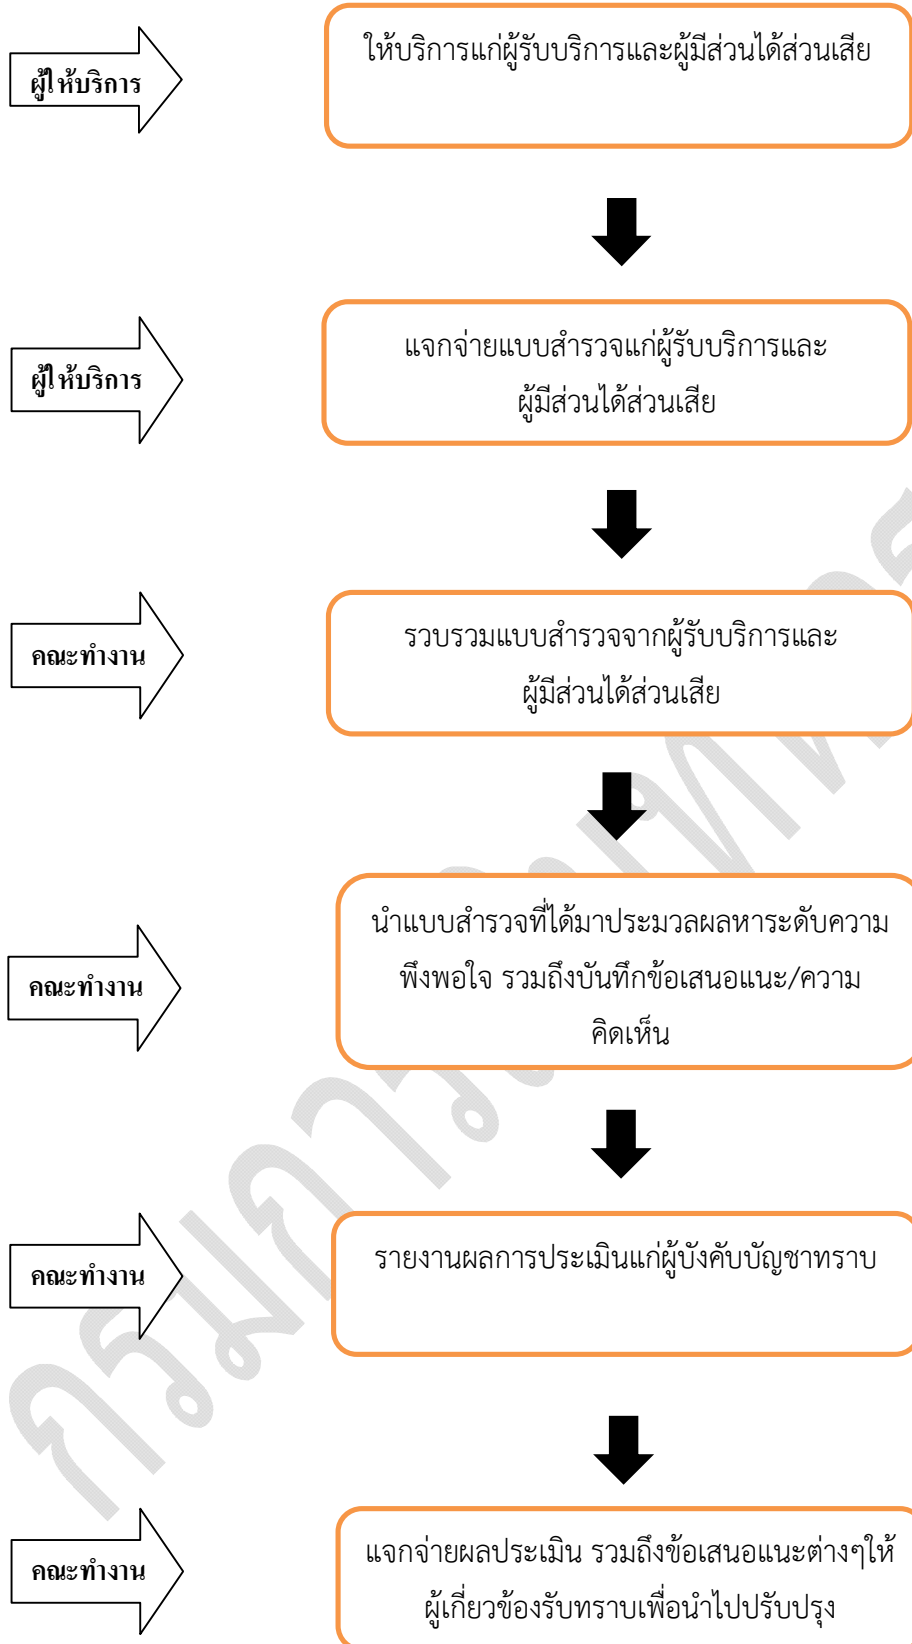 ผู้ให้บริการ
ให้บริการแก่ผู้รับบริการและผู้มีส่วนได้ส่วนเสีย
ผู้ให้บริการ
แจกจ่ายแบบสำรวจแก่ผู้รับบริการและ
ผู้มีส่วนได้ส่วนเสีย
คณะทำงาน
รวบรวมแบบสำรวจจากผู้รับบริการและ
ผู้มีส่วนได้ส่วนเสีย
คณะทำงาน
นำแบบสำรวจที่ได้มาประมวลผลหาระดับความ
พึงพอใจ รวมถึงบันทึกข้อเสนอแนะ/ความ
คิดเห็น
คณะทำงาน
รายงานผลการประเมินแก่ผู้บังคับบัญชาทราบ
คณะทำงาน
แจกจ่ายผลประเมิน รวมถึงข้อเสนอแนะต่างๆให้
ผู้เกี่ยวข้องรับทราบเพื่อนำไปปรับปรุง